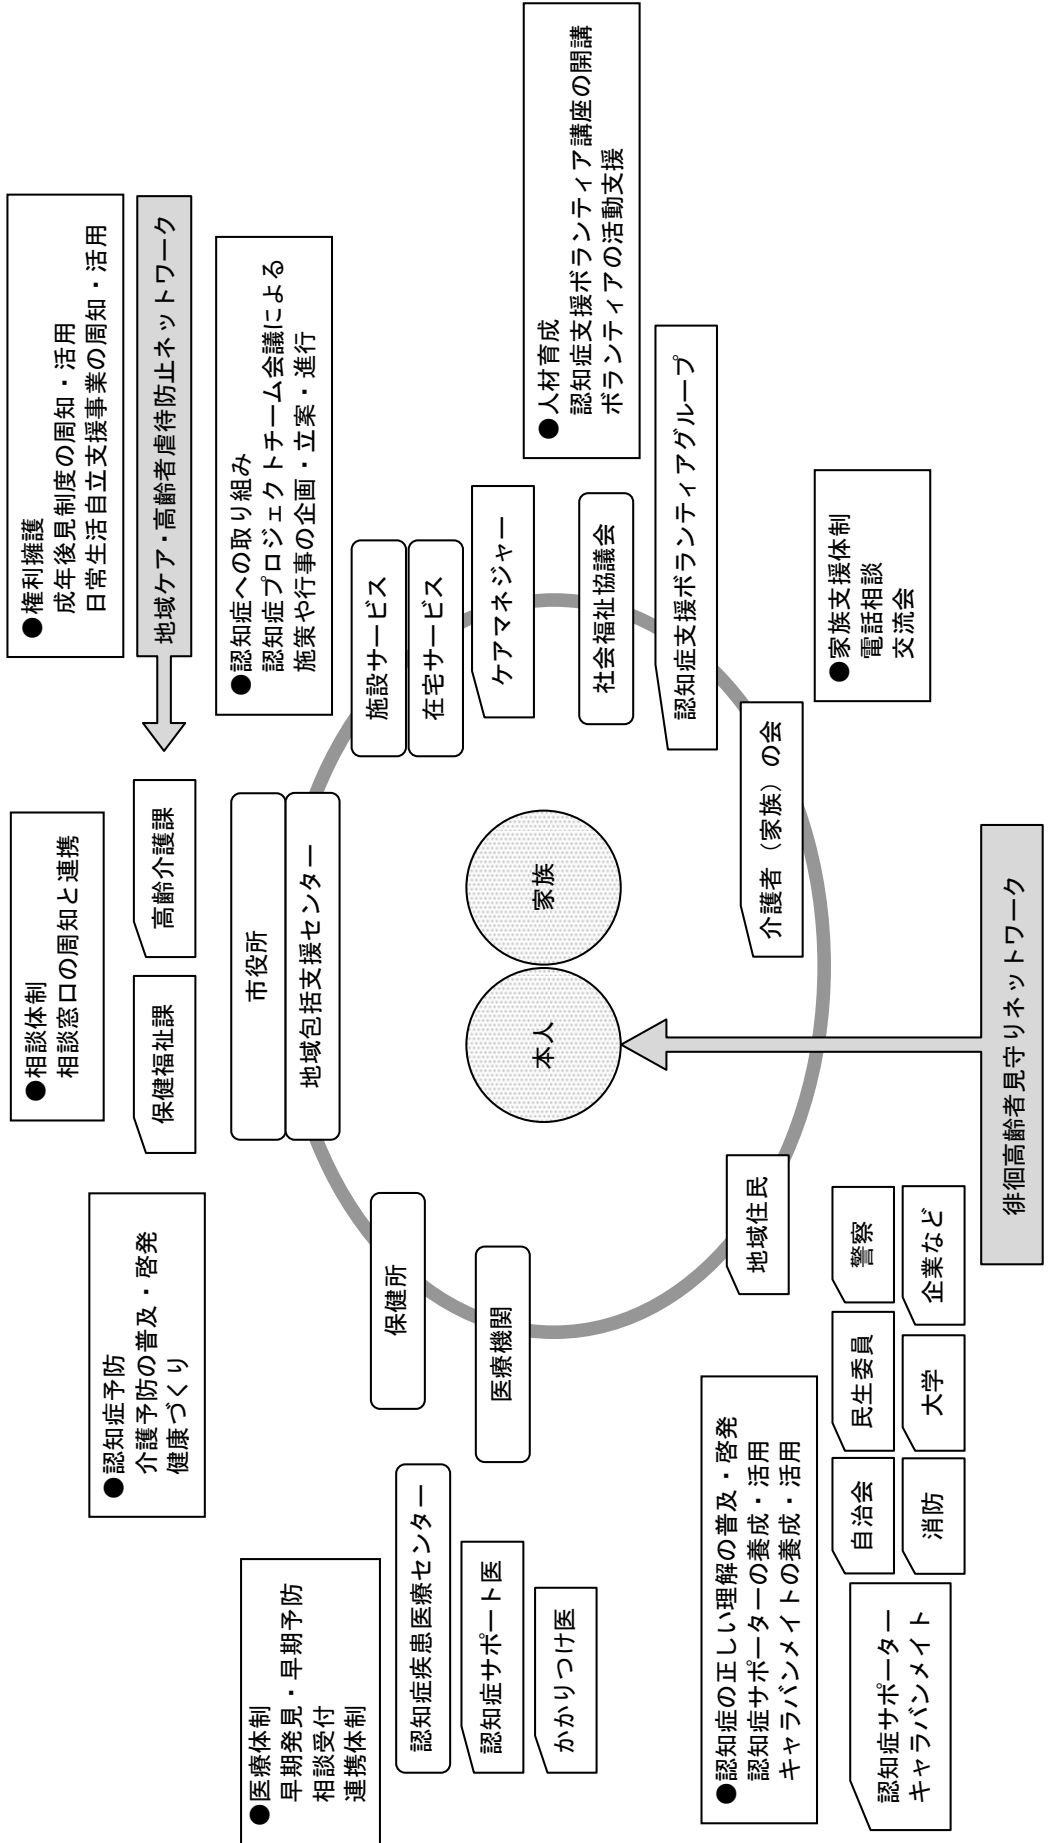 ●医療体制
早期発見・早期予防
相談受付
連携体制
●認知症予防
介護予防の普及・啓発
健康づくり
●相談体制
相談窓口の周知と連携
●権利擁護
成年後見制度の周知・活用
日常生活自立支援事業の周知・活用
保健福祉課
高齢介護課
地域ケア・高齢者虐待防止ネットワーク
市役所
地域包括支援センター
●認知症への取り組み
認知症プロジェクトチーム会議による
施策や行事の企画・立案・進行
認知症疾患医療センター
認知症サポート医
かかりつけ医
保健所
医療機関
施設サービス
在宅サービス
ケアマネジャー
社会福祉協議会
●人材育成
認知症支援ボランティア講座の開講
ボランティアの活動支援
認知症支援ボランティアグループ
本人
家族
介護者（家族）の会
●家族支援体制
電話相談
交流会
地域住民
●認知症の正しい理解の普及・啓発
認知症サポーターの養成・活用
キャラバンメイトの養成・活用
自治会
民生委員
警察
消防
大学
企業など
認知症サポーター
キャラバンメイト
徘徊高齢者見守りネットワーク